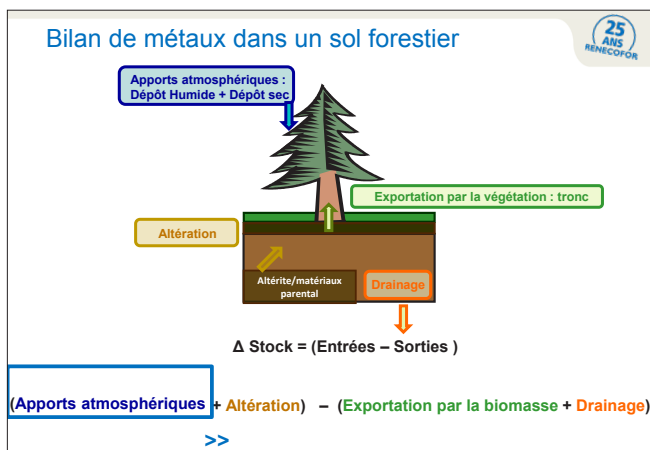 Bilan de métaux dans un sol forestier
25
ANS
RENECOFOR
Apports atmosphériques :
Dépôt Humide + Dépôt sec
Exportation par la végétation : tronc
Altération
Altérite/matériaux
parental
Drainage
Δ Stock = (Entrées – Sorties )
(Apports atmosphériques + Altération) – (Exportation par la biomasse + Drainage)
>>